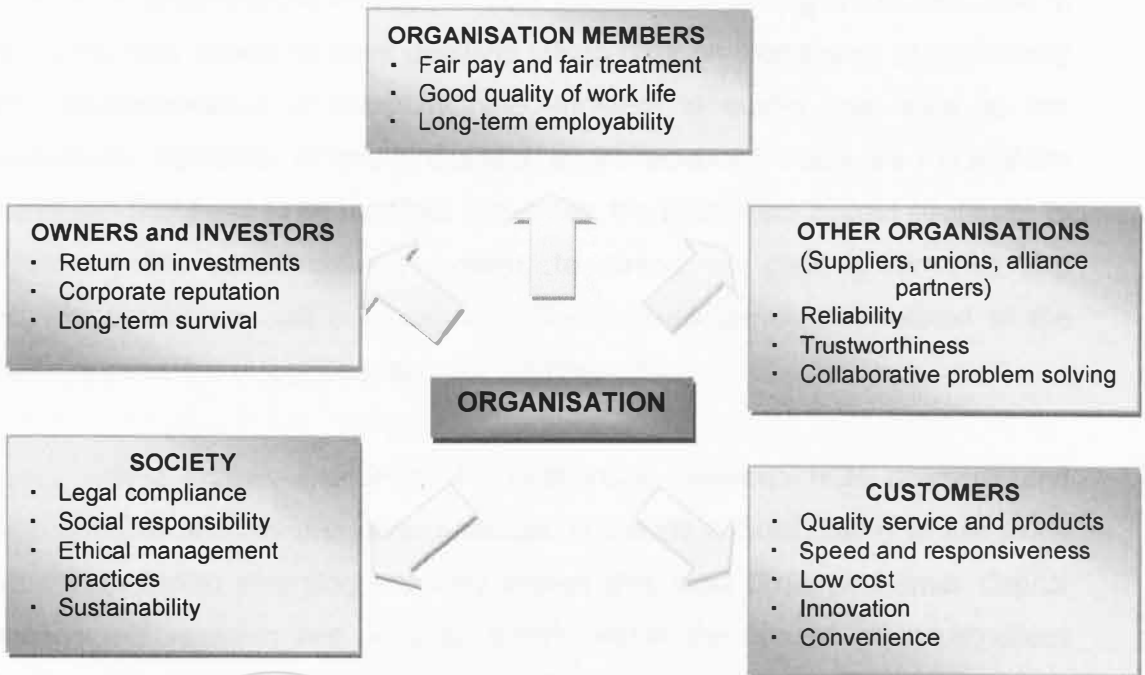 ORGANISATION MEMBERS
· Fair pay and fair treatment
· Good quality of work life
· Long-term employability
OWNERS and INVESTORS
· Return on investments
· Corporate reputation
· Long-term survival
OTHER ORGANISATIONS
(Suppliers, unions, alliance
partners)
· Reliability
· Trustworthiness
· Collaborative problem solving
ORGANISATION
SOCIETY
· Legal compliance
· Social responsibility
· Ethical management
practices
· Sustainability
CUSTOMERS
· Quality service and products
· Speed and responsiveness
· Low cost
· Innovation
· Convenience